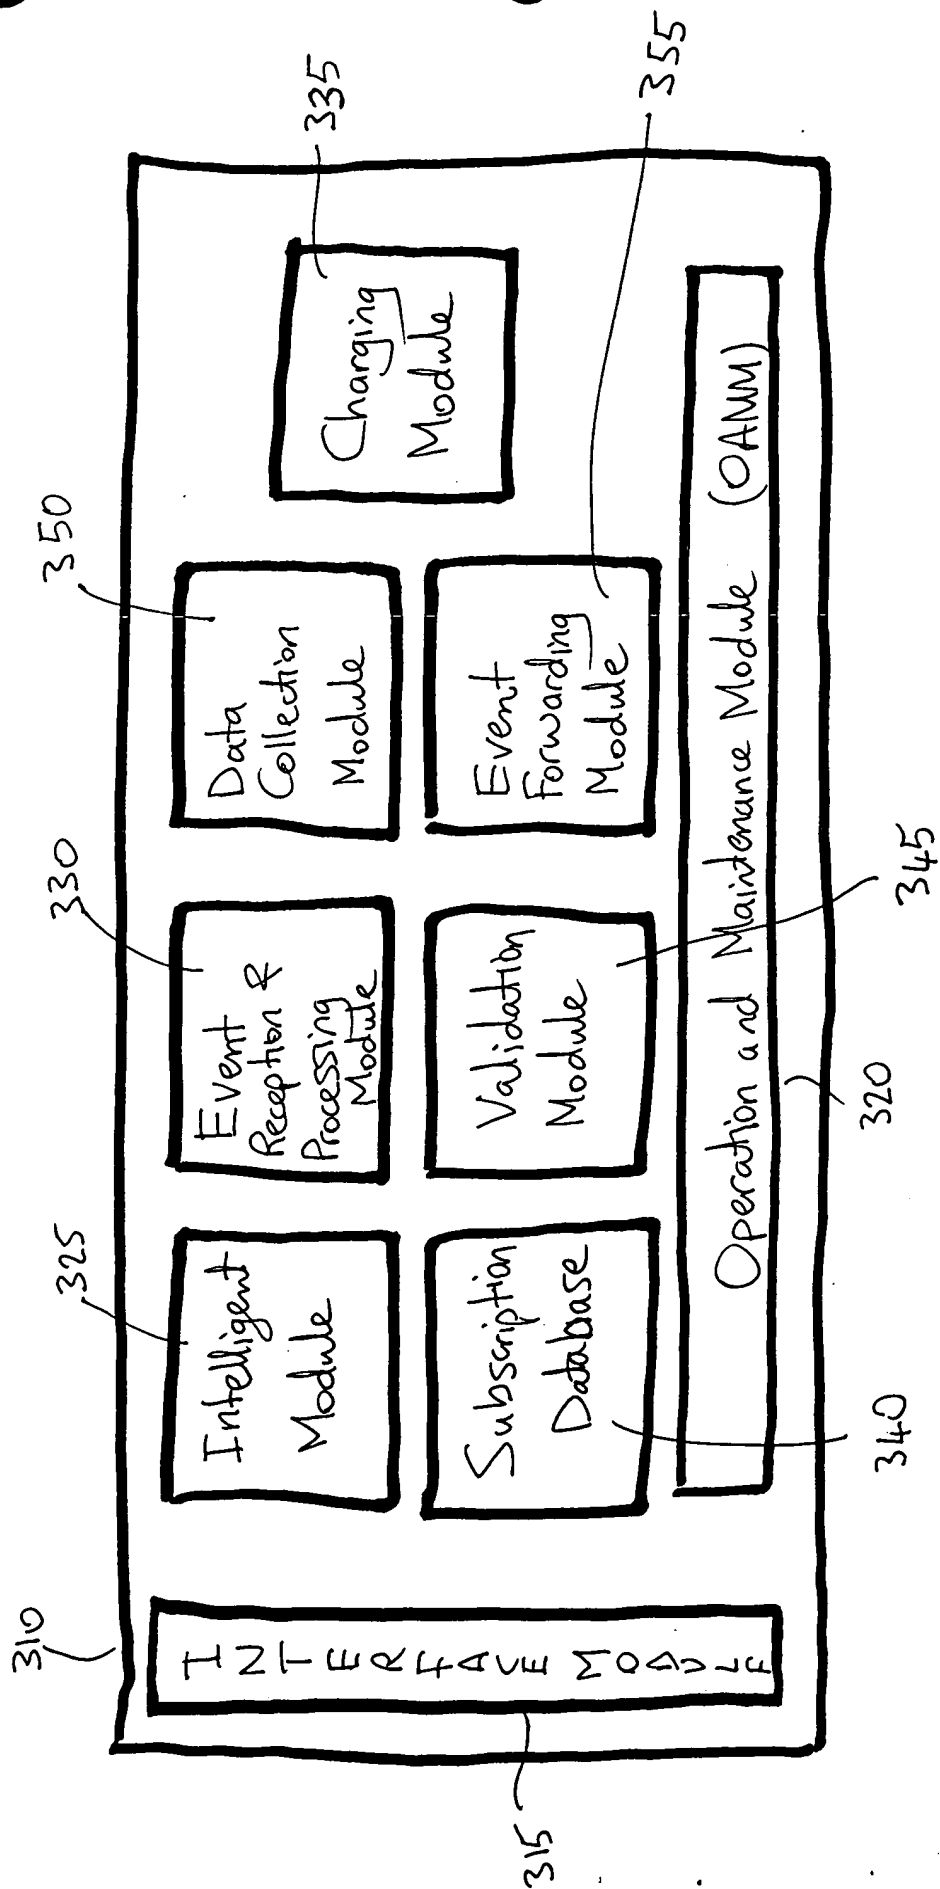 310
325
330
350
335
INTERFAVE MODULE
Intelligent
Module
Event
Reception &
Processing
Module
Data
Collection
Module
Charging
Module
Subscription
Database
Validation
Module
Event
Forwarding
Module
Operation and Maintenance Module (OAMM)
315
340
320
345
355